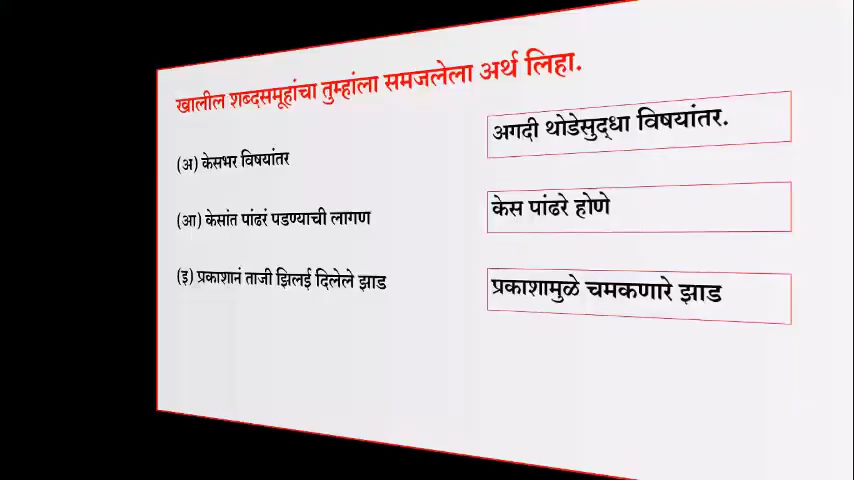 खालील शब्दसमूहांचा तुम्हांला समजलेला अर्थ लिहा.
(अ) केसभर विषयांतर
अगदी थोडेसुद्धा विषयांतर.
(आ) केसांत पांढरं पडण्याची लागण
केस पांढरे होणे
(इ) प्रकाशानं ताजी झिलई दिलेले झाड
प्रकाशामुळे चमकणारे झाड